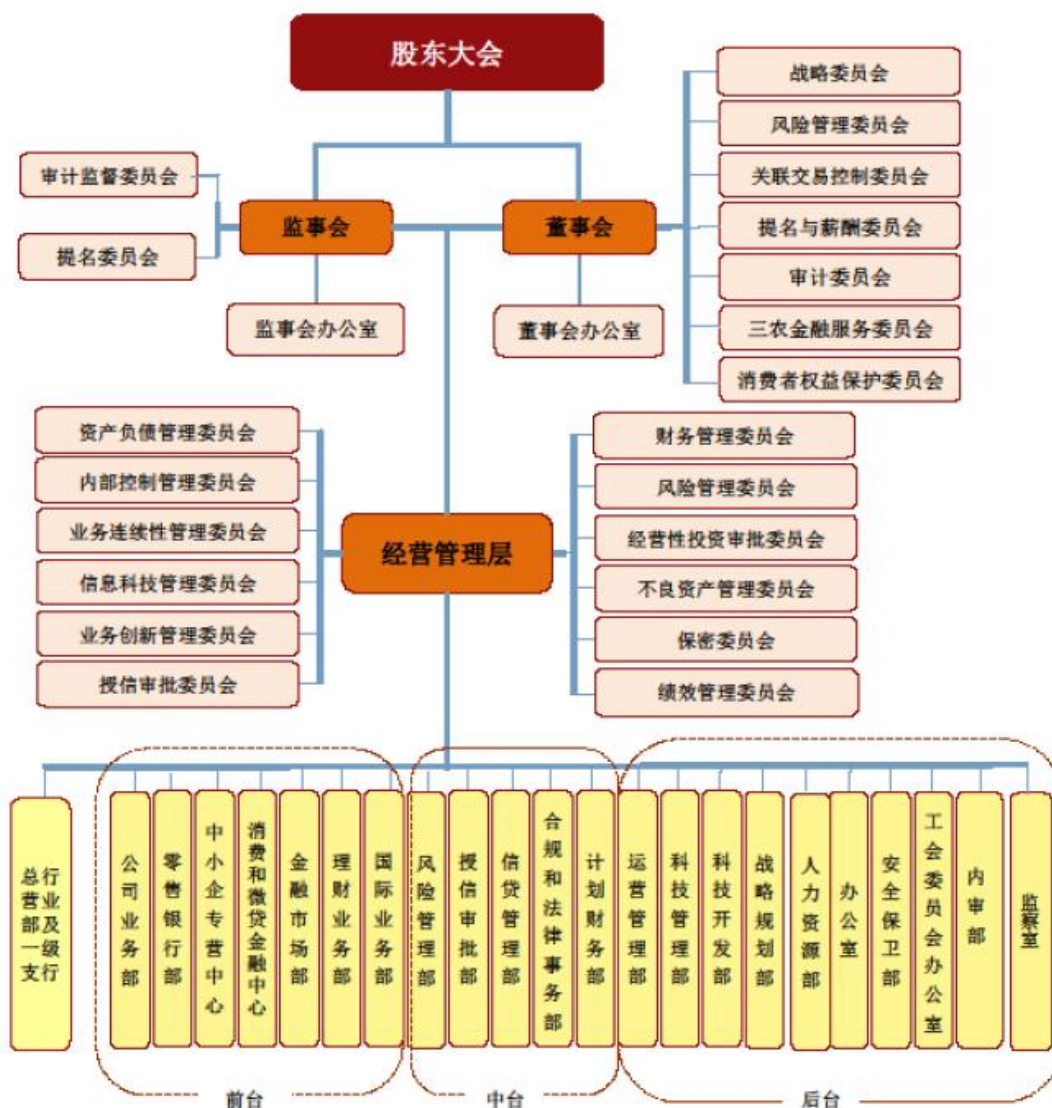 股东大会
战略委员会
风险管理委员会
关联交易控制委员会
提名与薪酬委员会
审计委员会
三农金融服务委员会
消费者权益保护委员会
审计监督委员会
提名委员会
监事会
董事会
监事会办公室
董事会办公室
资产负债管理委员会
内部控制管理委员会
业务连续性管理委员会
信息科技管理委员会
业务创新管理委员会
授信审批委员会
经营管理层
财务管理委员会
风险管理委员会
经营性投资审批委员会
不良资产管理委员会
保密委员会
绩效管理委员会
总行
营业
部及
一级
支行
公司业务部
零售银行部
中小企专营中心
消费和微贷金融中心
金融市场部
理财业务部
国际业务部
风险管理部
授信审批部
信贷管理部
合规和法律事务部
计划财务部
运营管理部
科技管理部
科技开发部
战略规划部
人力资源部
办公室
安全保卫部
工会委员会办公室
内审部
监察室
前台
中台
后台